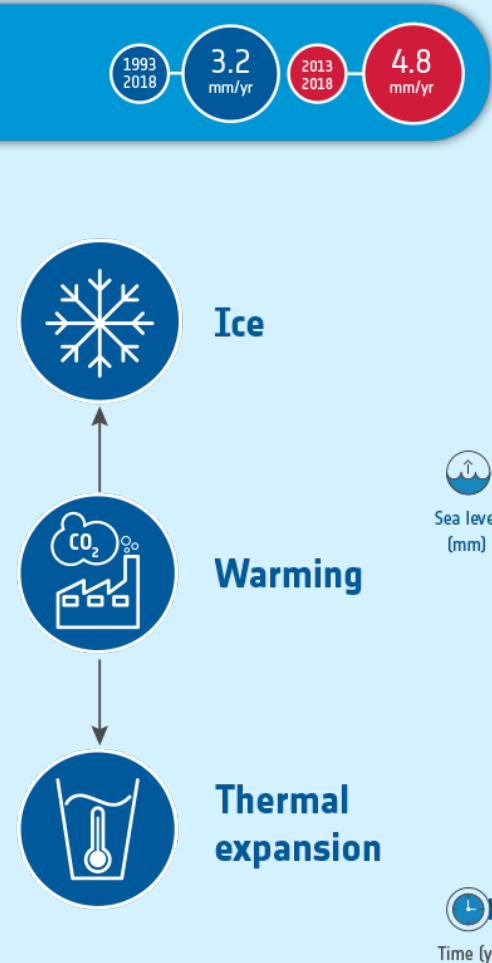 1993
2018
3.2
mm/yr
2013
2018
4.8
mm/yr
Ice
CO₂
Warming
Sea leve
(mm)
Thermal
expansion
Time (y